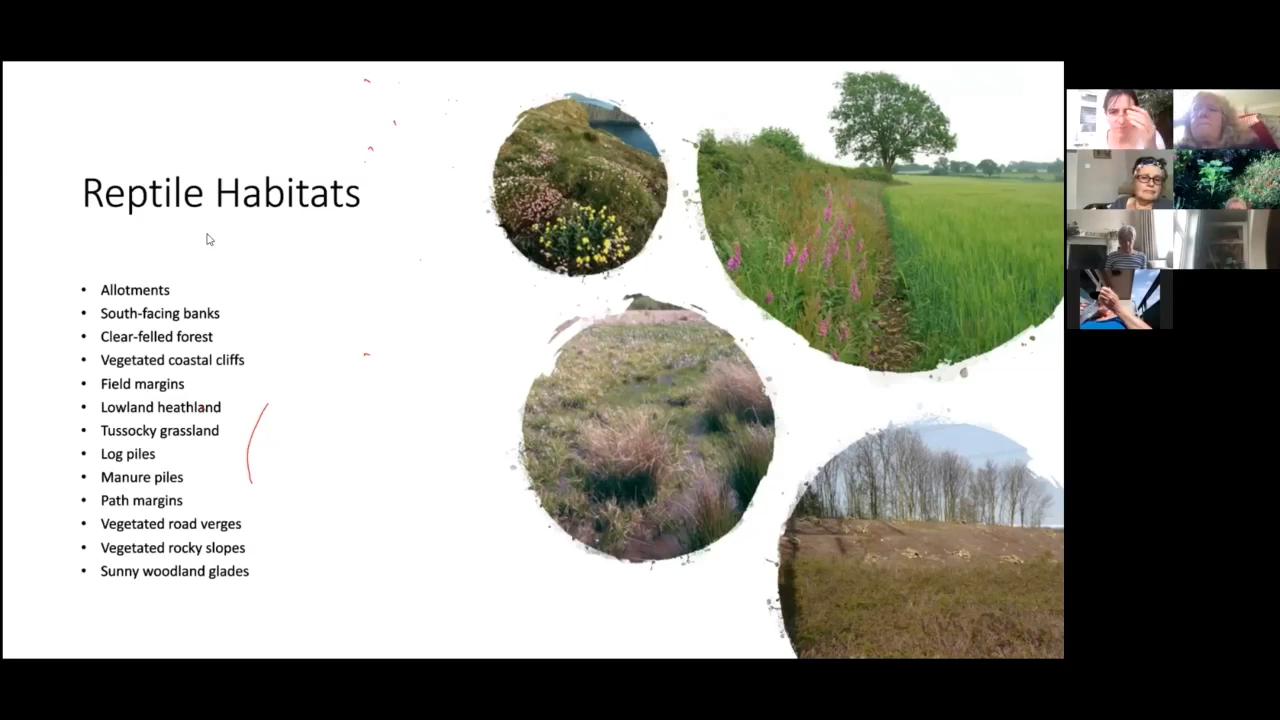 Reptile Habitats
• Allotments
• South-facing banks
• Clear-felled forest
• Vegetated coastal cliffs
• Field margins
• Lowland heathland
• Tussocky grassland
• Log piles
• Manure piles
• Path margins
• Vegetated road verges
• Vegetated rocky slopes
• Sunny woodland glades